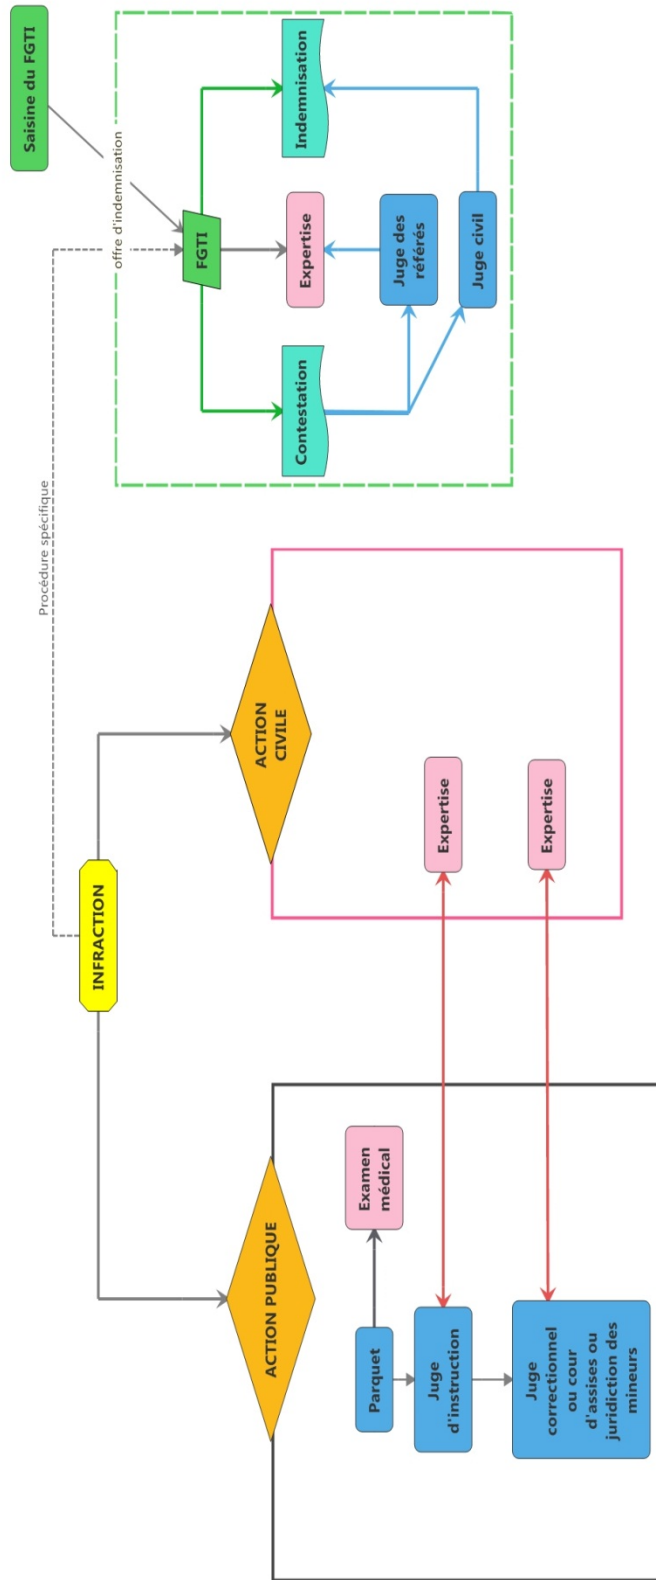 INFRACTION
Procédure spécifique
Saisine du FGTI
ACTION PUBLIQUE
ACTION
CIVILE
offre d'indemnisation
FGTI
Parquet
Examen
médical
Juge
d'instruction
Expertise
Juge
correctionnel
ou cour
d'assises ou
juridiction des
mineurs
Expertise
Contestation
Expertise
Indemnisation
Juge des
référés
Juge civil